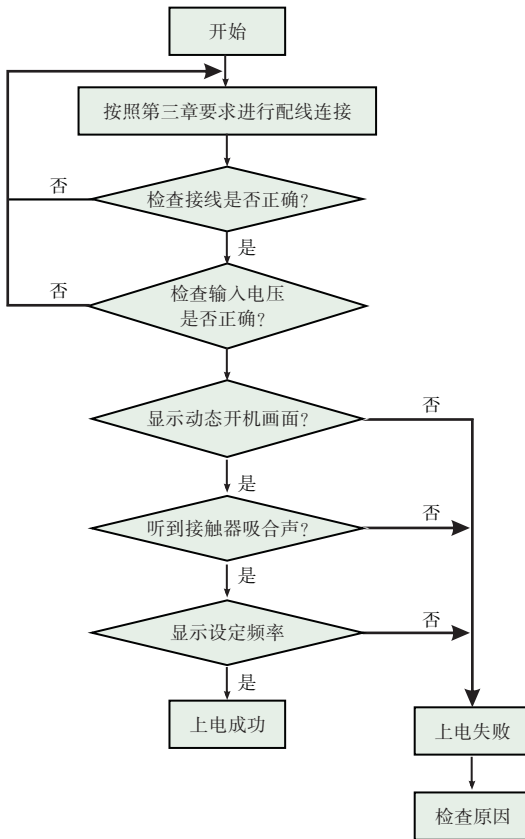 开始
按照第三章要求进行配线连接
否
检查接线是否正确?
是
否
检查输入电压
是否正确?
显示动态开机画面?
否
是
听到接触器吸合声?
否
是
显示设定频率
否
是
上电成功
上电失败
检查原因